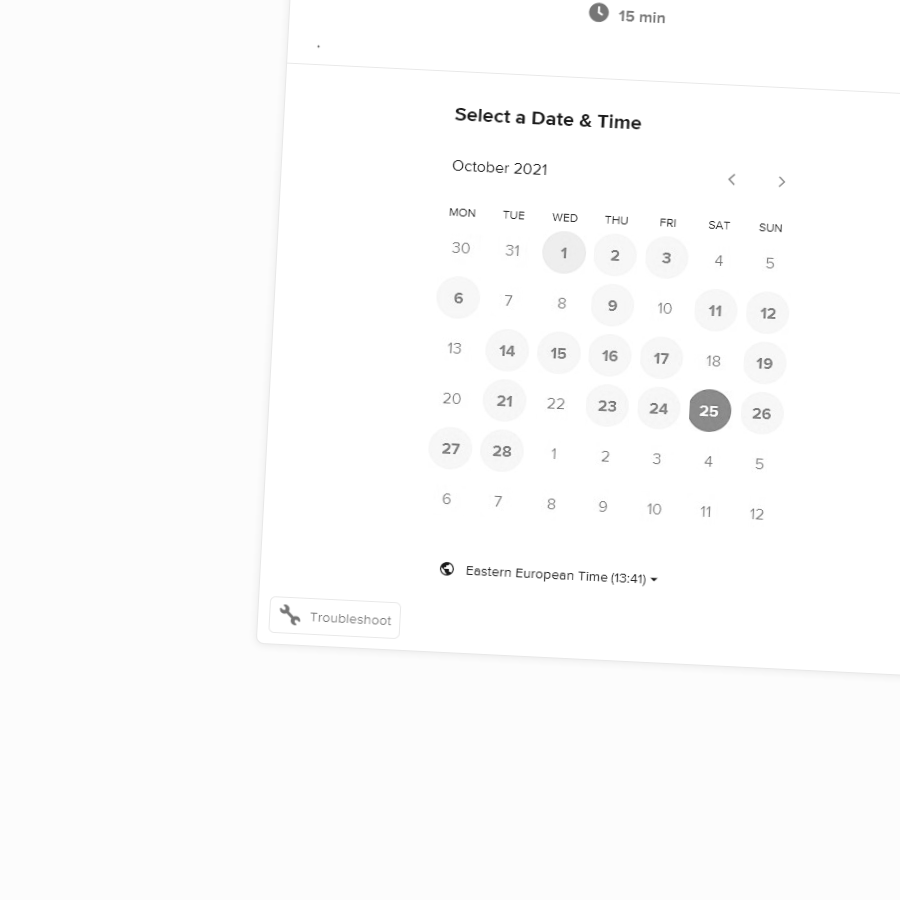 15 min
.
Select a Date & Time
October 2021
MON TUE WED THU FRI SAT SUN
30 31 1 2 3 4 5
6 7 8 9 10 11 12
13 14 15 16 17 18 19
20 21 22 23 24 25 26
27 28 1 2 3 4 5
6 7 8 9 10 11 12
Eastern European Time (13:41)
Troubleshoot